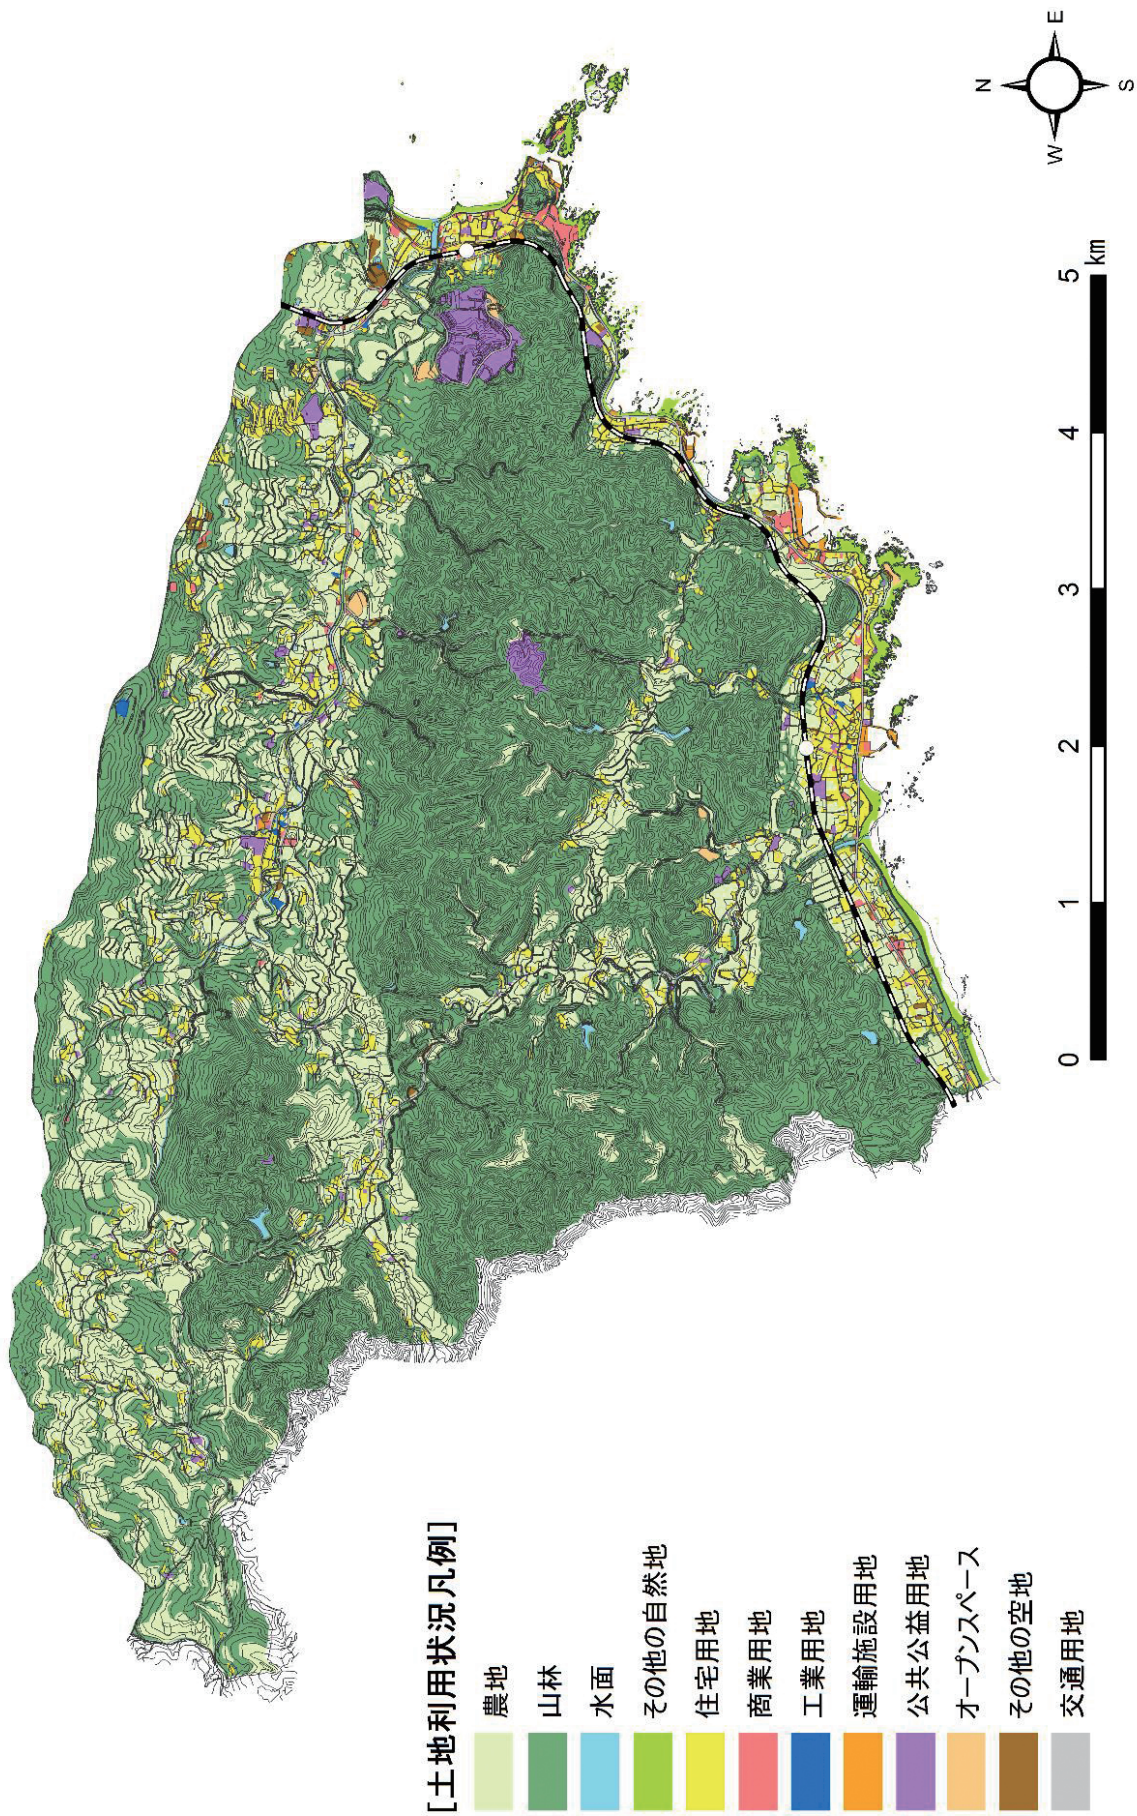 [土地利用状況凡例]
農地
山林
水面
その他の自然地
住宅用地
商業用地
工業用地
運輸施設用地
公共公益用地
オープンスペース
その他の空地
交通用地
0 1 2 3 4 5 km
N
W E
S